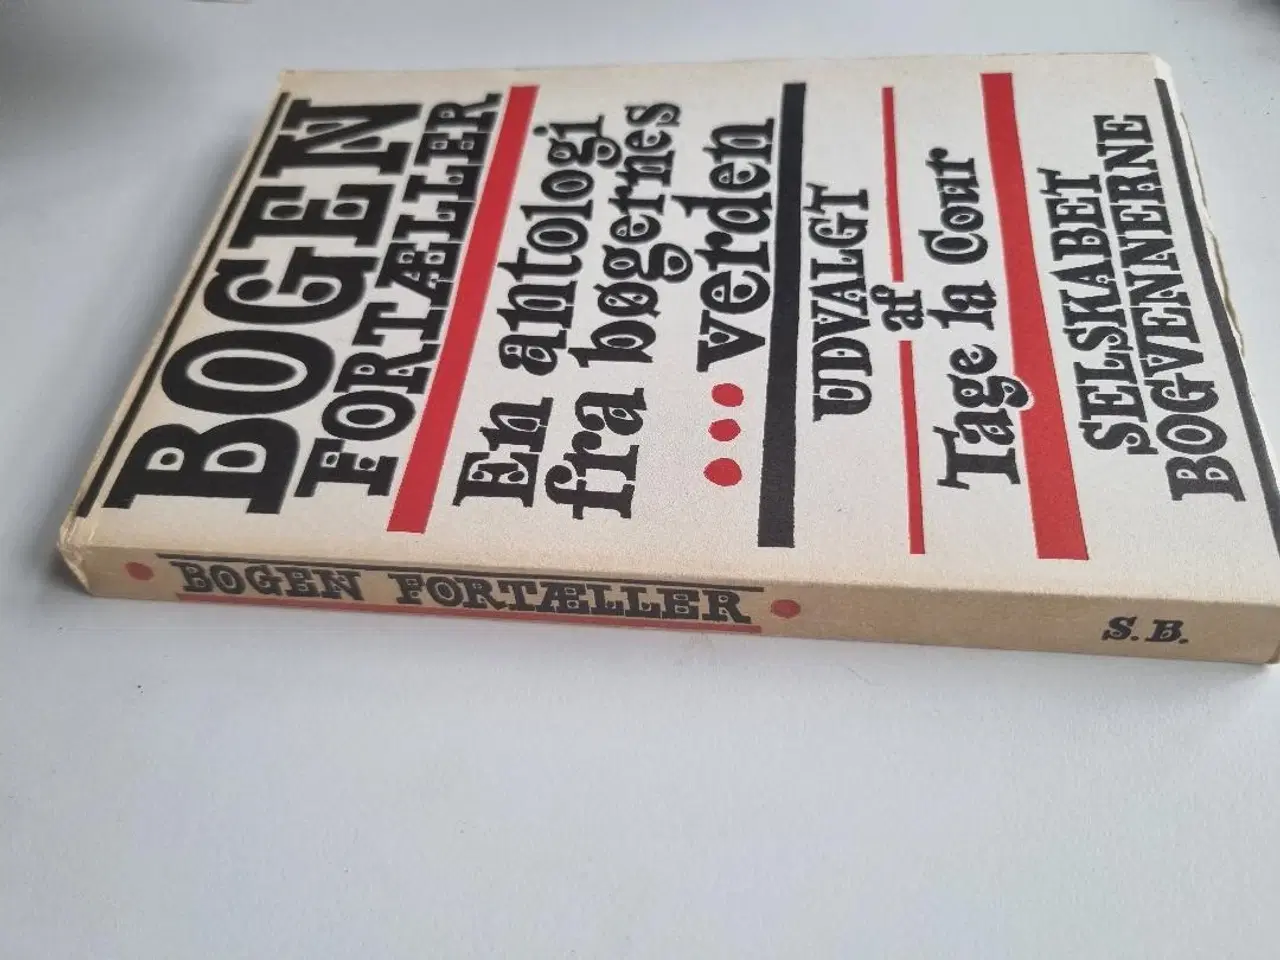 BOGEN
FORTÆLLER
En antologi
fra bøgernes
verden
UDVALGT
af
Tage la Cour
SELSKABET
BOGVENNERNE
BOGEN FORTÆLLER
S.B.